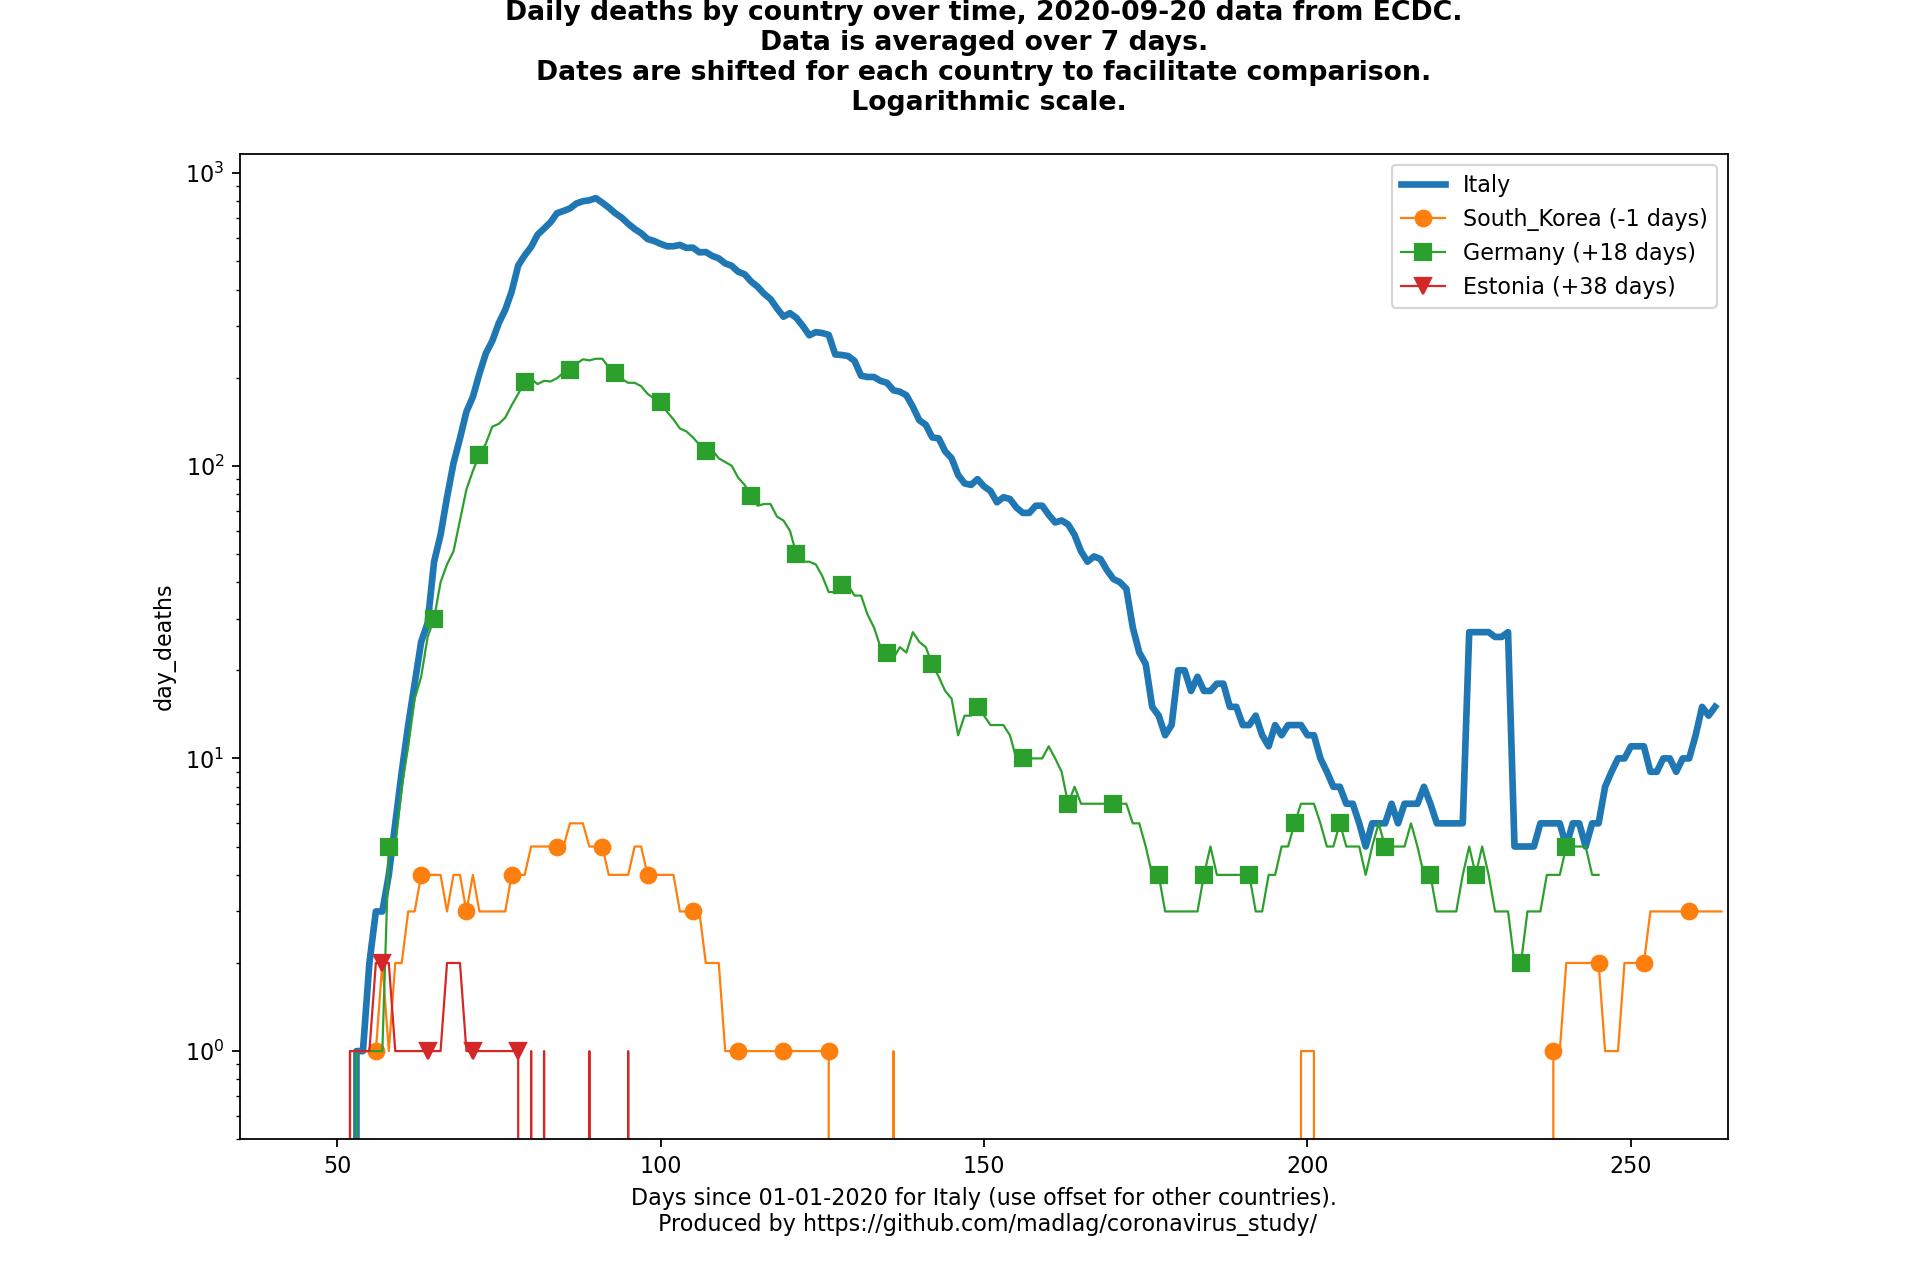 Daily deaths by country over time, 2020-09-20 data from ECDC.
Data is averaged over 7 days.
Dates are shifted for each country to facilitate comparison.
Logarithmic scale.
10³
10²
10¹
10⁰
day_deaths
Italy
South_Korea (-1 days)
Germany (+18 days)
Estonia (+38 days)
50 100 150 200 250
Days since 01-01-2020 for Italy (use offset for other countries).
Produced by https://github.com/madlag/coronavirus_study/